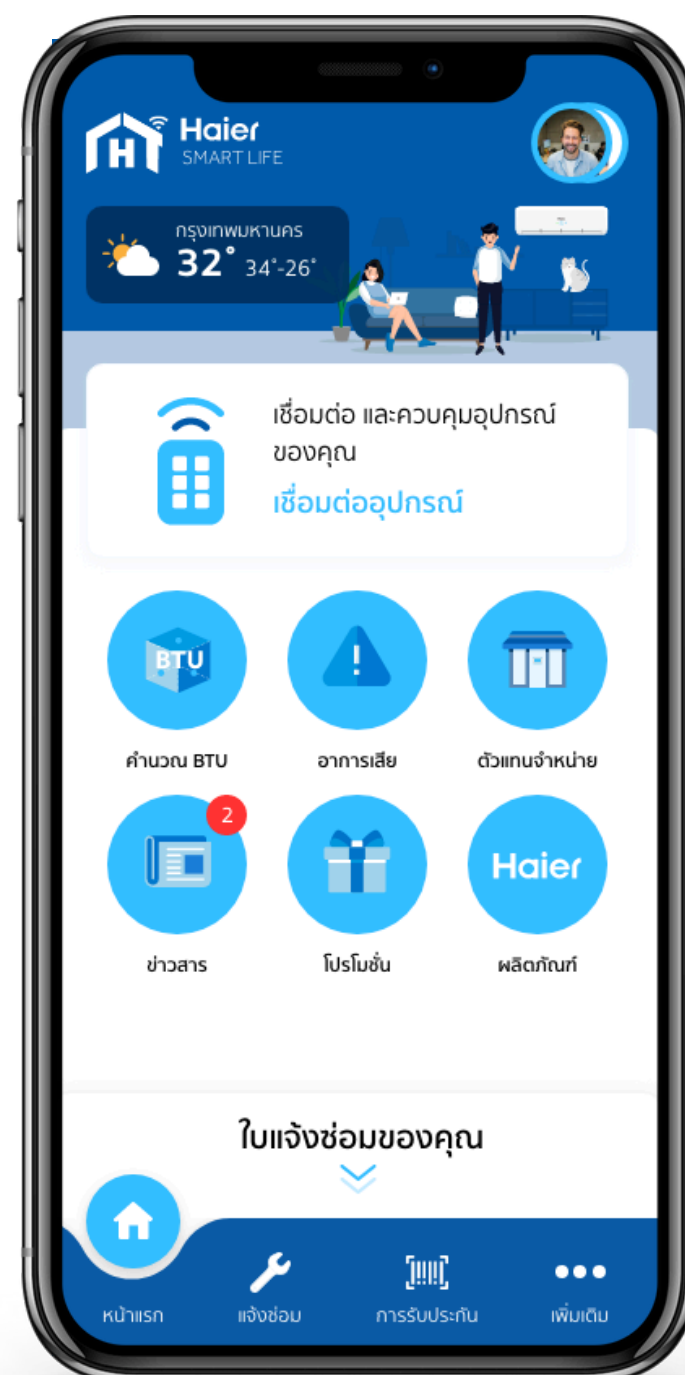 Haier
SMART LIFE
กรุงเทพมหานคร
32° 34°-26°
เชื่อมต่อ และควบคุมอุปกรณ์
ของคุณ
เชื่อมต่ออุปกรณ์
BTU
คำนวณ BTU
อาการเสีย
ตัวแทนจำหน่าย
2
Haier
ข่าวสาร
โปรโมชั่น
ผลิตภัณฑ์
ใบแจ้งซ่อมของคุณ
หน้าแรก
แจ้งซ่อม
การรับประกัน
เพิ่มเติม